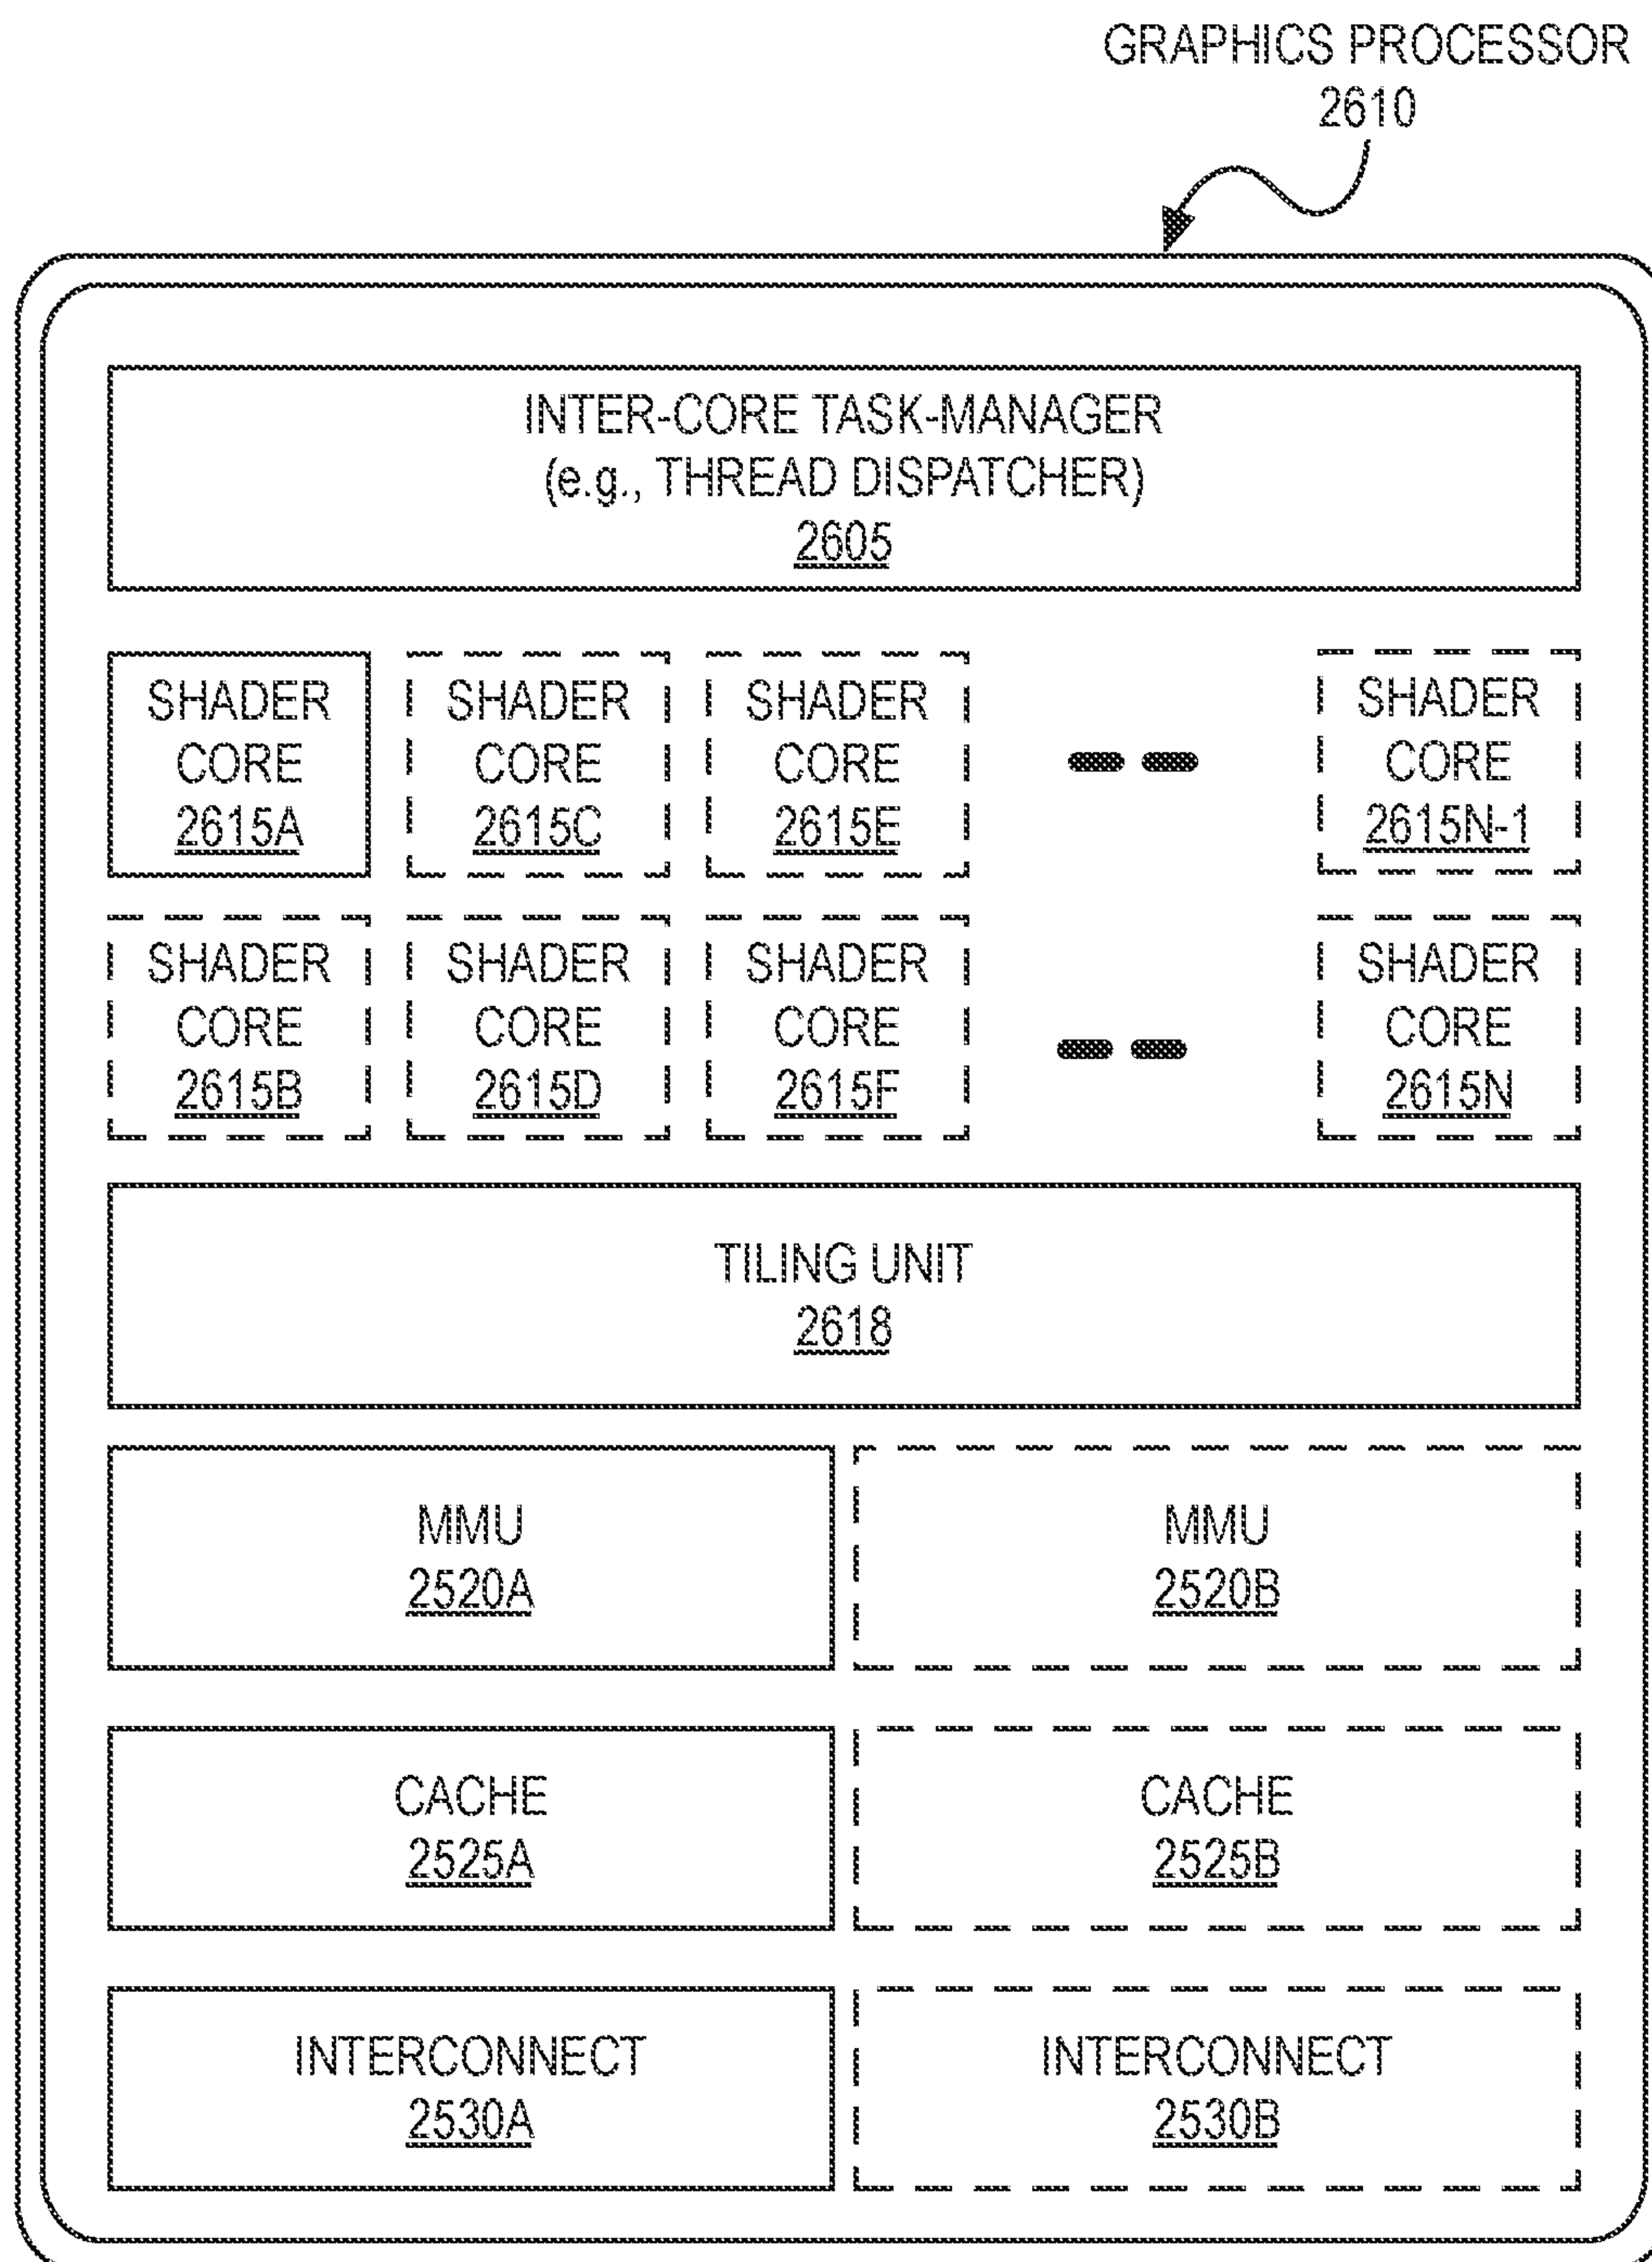 GRAPHICS PROCESSOR
2610
INTER-CORE TASK-MANAGER
(e.g., THREAD DISPATCHER)
2605
SHADER
CORE
2615A
SHADER
CORE
2615C
SHADER
CORE
2615E
SHADER
CORE
2615N-1
SHADER
CORE
2615B
SHADER
CORE
2615D
SHADER
CORE
2615F
SHADER
CORE
2615N
TILING UNIT
2618
MMU
2520A
MMU
2520B
CACHE
2525A
CACHE
2525B
INTERCONNECT
2530A
INTERCONNECT
2530B